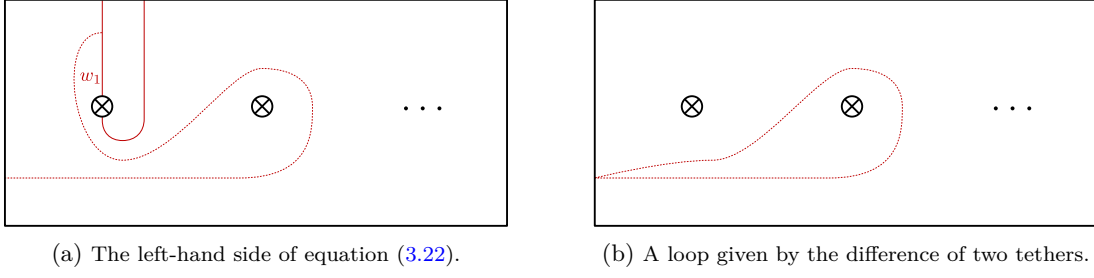 w₁
. . .
. . .
(a) The left-hand side of equation (3.22).
(b) A loop given by the difference of two tethers.